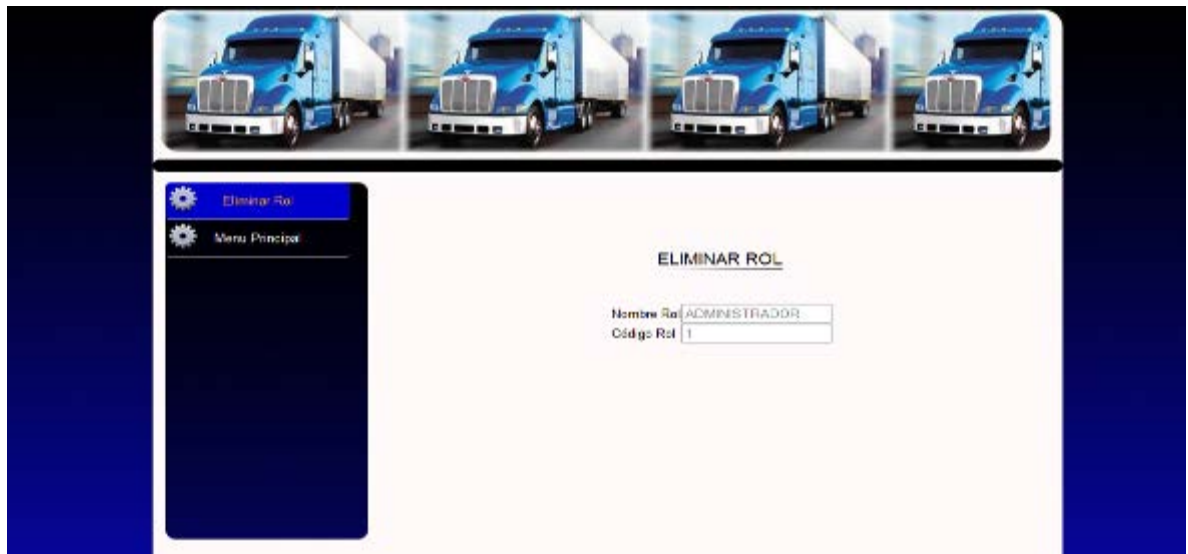 Eliminar Rol
Menu Principal
ELIMINAR ROL
Nombre Rol ADMINISTRADOR
Código Rol 1